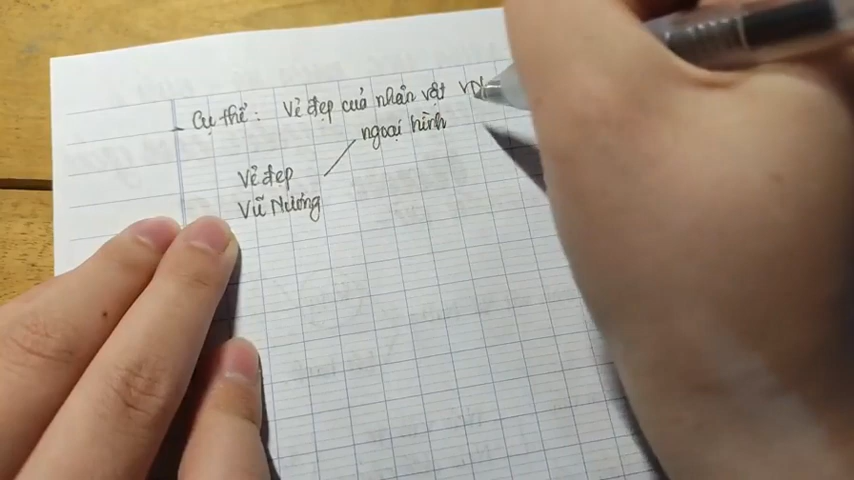 Cụ thể: Vẻ đẹp của nhân vật
ngoại hình
Vẻ đẹp
Vũ Nương